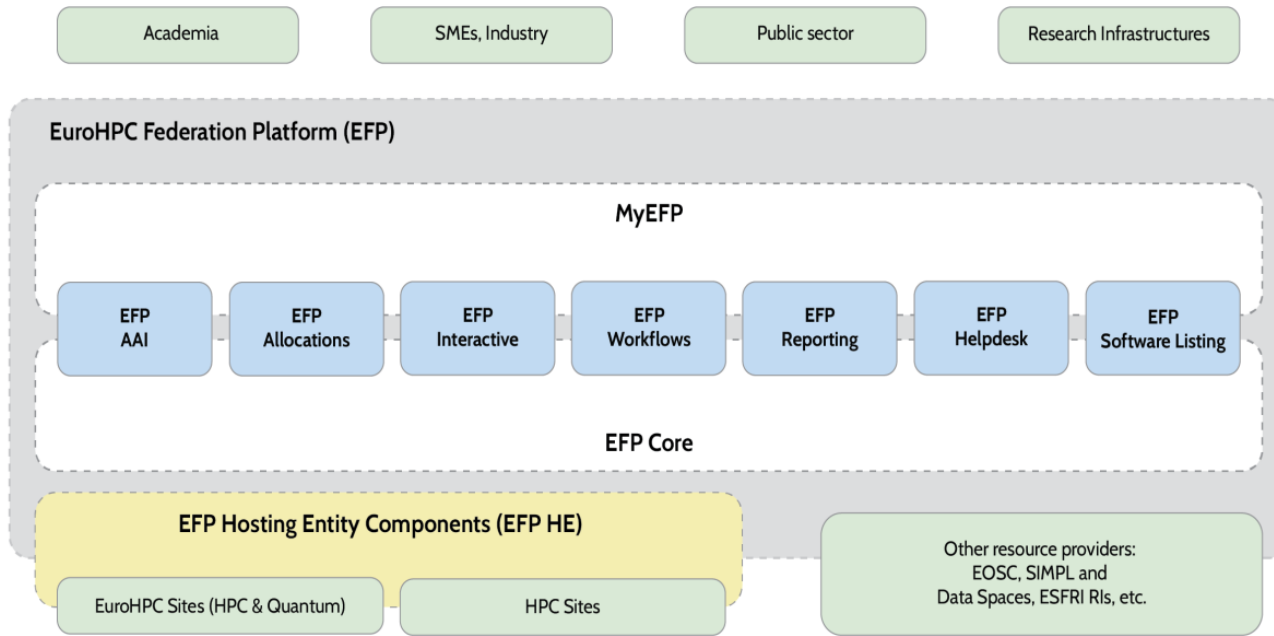 Academia
SMEs, Industry
Public sector
Research Infrastructures
EuroHPC Federation Platform (EFP)
MyEFP
EFP
AAI
EFP
Allocations
EFP
Interactive
EFP
Workflows
EFP
Reporting
EFP
Helpdesk
EFP
Software Listing
EFP Core
EFP Hosting Entity Components (EFP HE)
EuroHPC Sites (HPC & Quantum)
HPC Sites
Other resource providers:
EOSC, SIMPL and
Data Spaces, ESFRI RIs, etc.